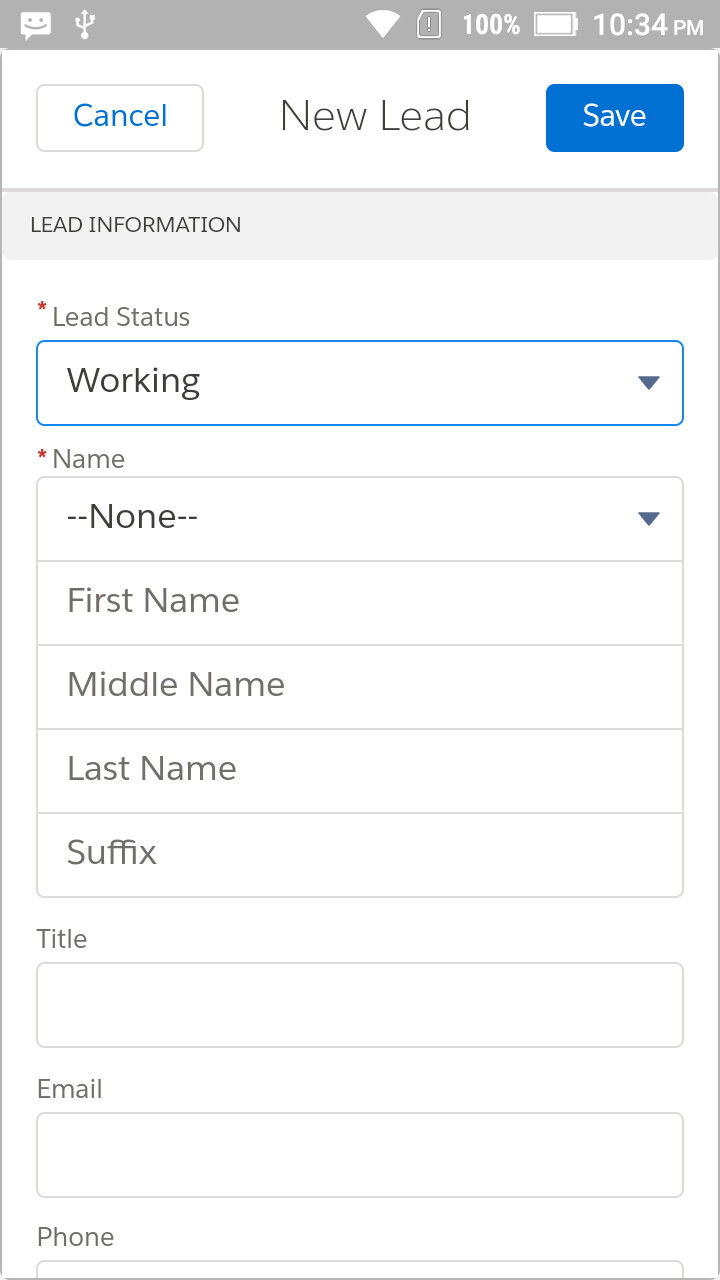 100% 10:34 PM
Cancel New Lead Save
LEAD INFORMATION
* Lead Status
Working
* Name
--None--
First Name
Middle Name
Last Name
Suffix
Title
Email
Phone